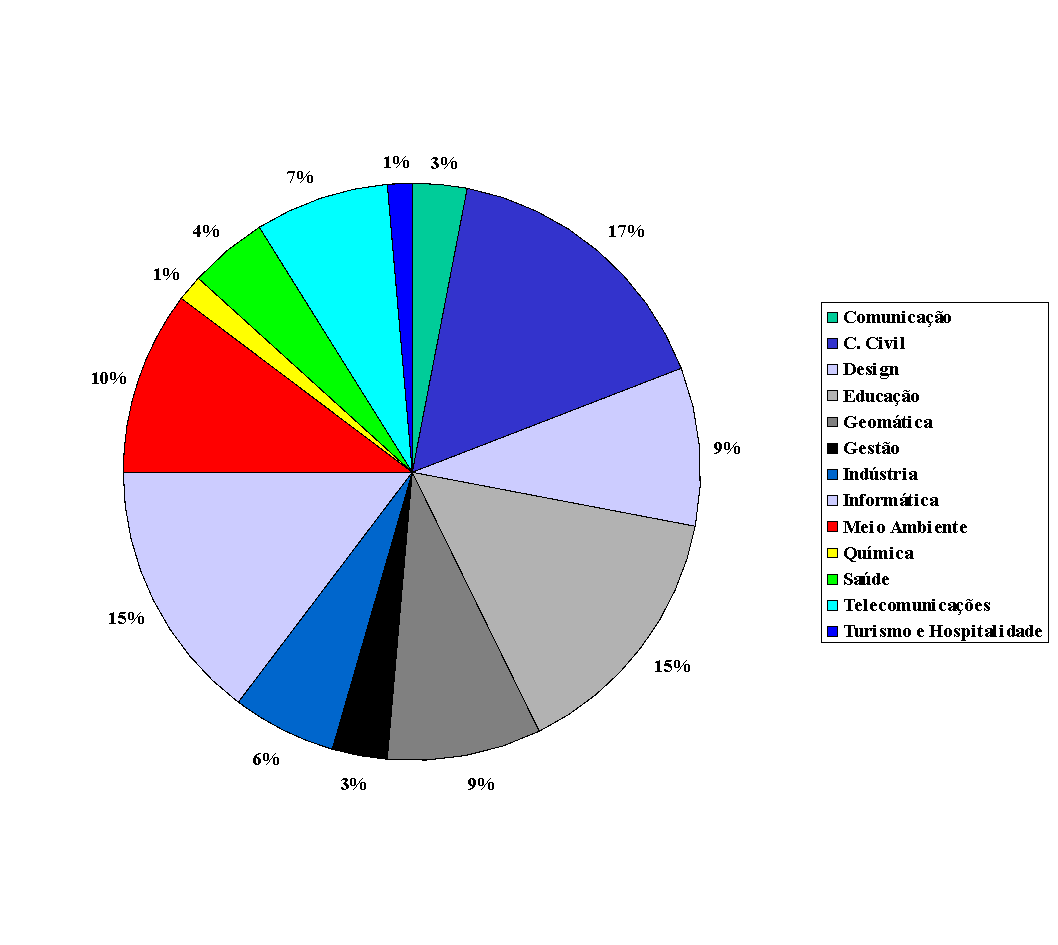 1%
3%
7%
17%
4%
1%
10%
9%
15%
15%
6%
3%
9%
Comunicação
C. Civil
Design
Educação
Geomática
Gestão
Indústria
Informática
Meio Ambiente
Química
Saúde
Telecomunicações
Turismo e Hospitalidade